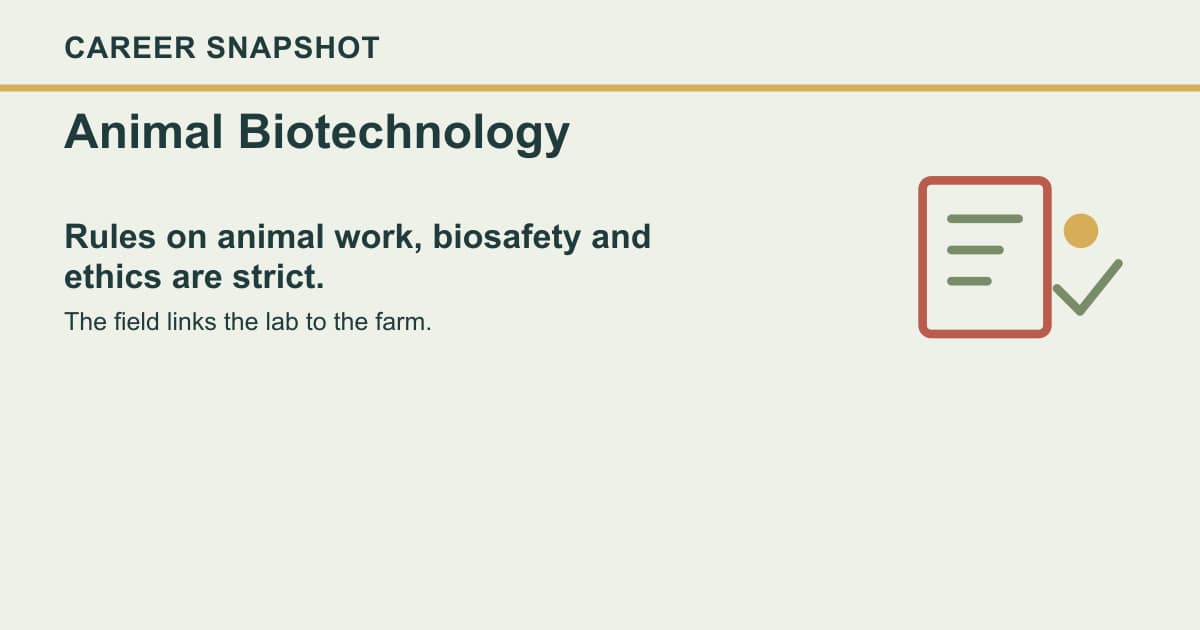 CAREER SNAPSHOT
Animal Biotechnology
Rules on animal work, biosafety and
ethics are strict.
The field links the lab to the farm.